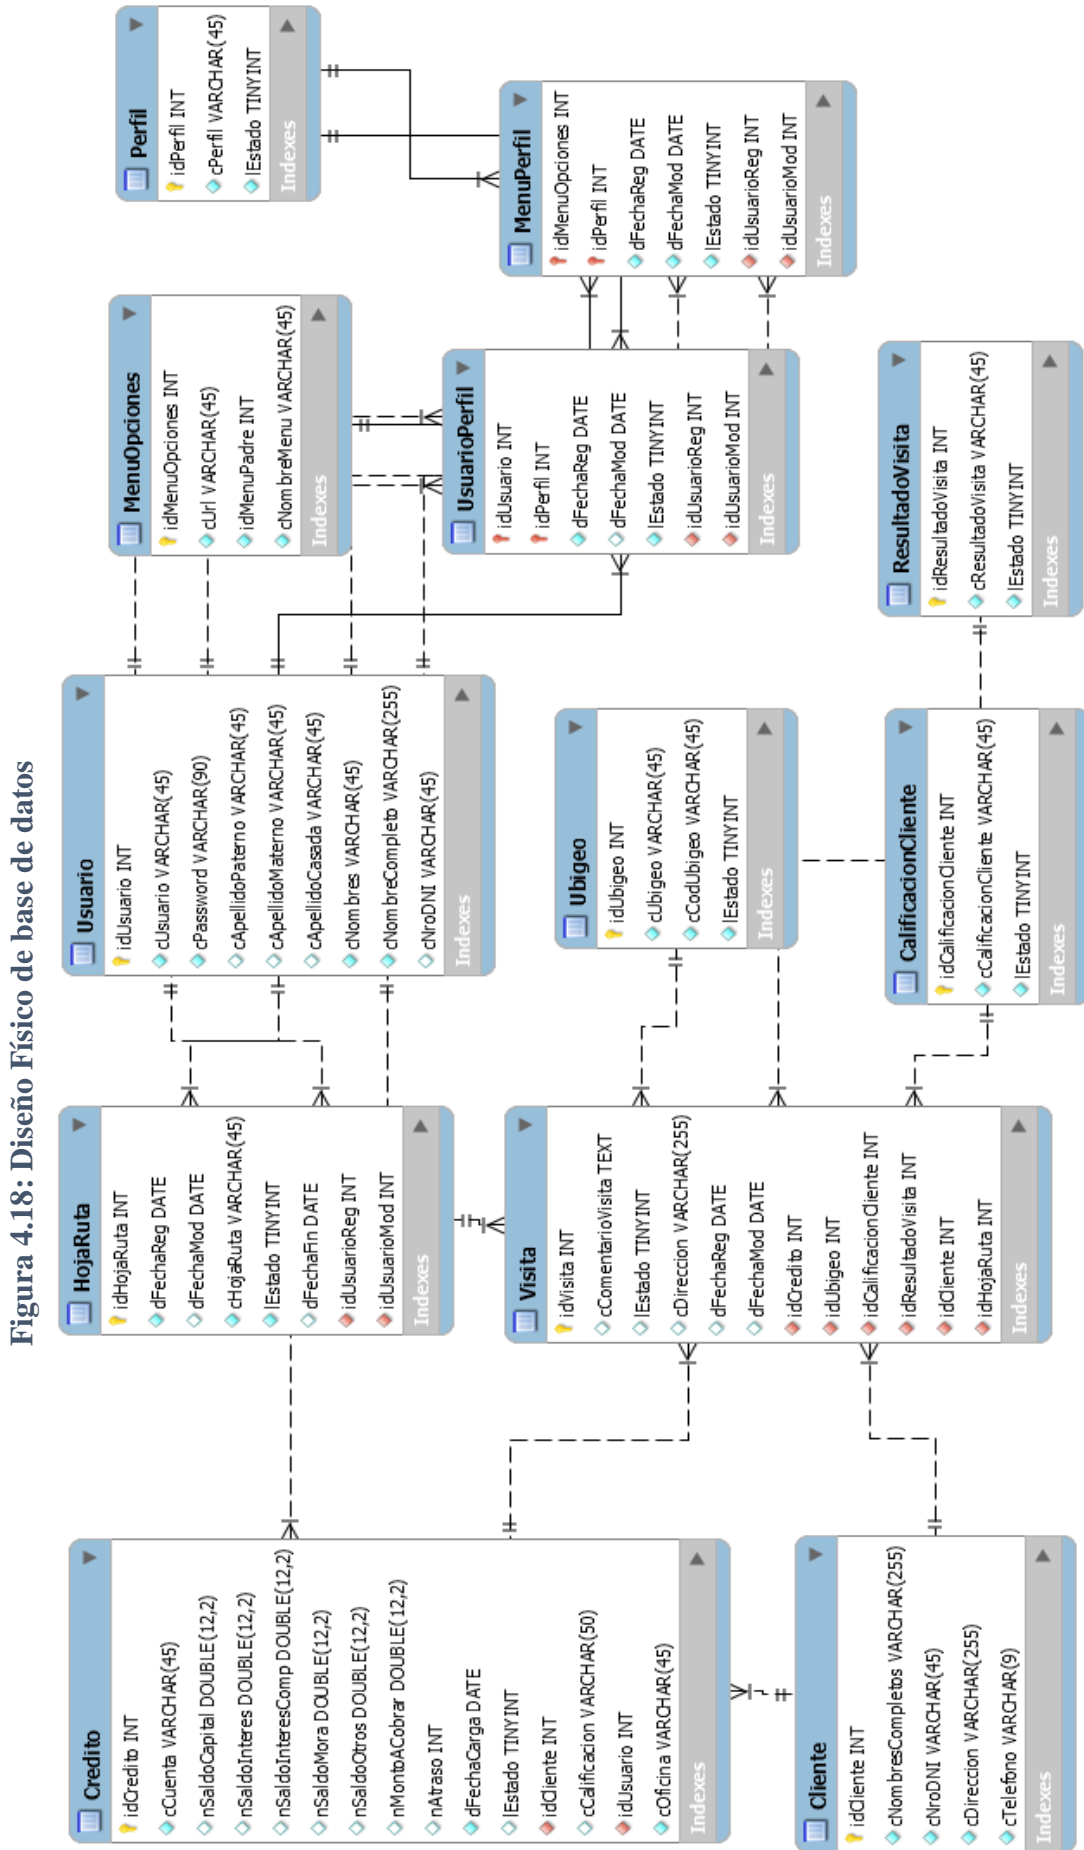 Figura 4.18: Diseño Físico de base de datos
Credito
idCredito INT
cCuenta VARCHAR(45)
nSaldoCapital DOUBLE(12,2)
nSaldoInteres DOUBLE(12,2)
nSaldoInteresComp DOUBLE(12,2)
nSaldoMora DOUBLE(12,2)
nSaldoOtros DOUBLE(12,2)
nMontoACobrar DOUBLE(12,2)
nAtraso INT
dFechaCarga DATE
lEstado TINYINT
idCliente INT
cCalificacion VARCHAR(50)
idUsuario INT
cOficina VARCHAR(45)
Indexes
HojaRuta
idHojaRuta INT
dFechaReg DATE
dFechaMod DATE
cHojaRuta VARCHAR(45)
lEstado TINYINT
dFechaFin DATE
idUsuarioReg INT
idUsuarioMod INT
Indexes
Usuario
idUsuario INT
cUsuario VARCHAR(45)
cPassword VARCHAR(90)
cApellidoPaterno VARCHAR(45)
cApellidoMaterno VARCHAR(45)
cApellidoCasada VARCHAR(45)
cNombres VARCHAR(45)
cNombreCompleto VARCHAR(255)
cNroDNI VARCHAR(45)
Indexes
MenuOpciones
idMenuOpciones INT
cUrl VARCHAR(45)
idMenuPadre INT
cNombreMenu VARCHAR(45)
Indexes
Perfil
idPerfil INT
cPerfil VARCHAR(45)
lEstado TINYINT
Indexes
UsuarioPerfil
idUsuario INT
idPerfil INT
dFechaReg DATE
dFechaMod DATE
lEstado TINYINT
idUsuarioReg INT
idUsuarioMod INT
Indexes
MenuPerfil
idMenuOpciones INT
idPerfil INT
dFechaReg DATE
dFechaMod DATE
lEstado TINYINT
idUsuarioReg INT
idUsuarioMod INT
Indexes
Visita
idVisita INT
cComentarioVisita TEXT
lEstado TINYINT
cDireccion VARCHAR(255)
dFechaReg DATE
dFechaMod DATE
idCredito INT
idUbigeo INT
idCalificacionCliente INT
idResultadoVisita INT
idCliente INT
idHojaRuta INT
Indexes
Ubigeo
idUbigeo INT
cUbigeo VARCHAR(45)
cCodUbigeo VARCHAR(45)
lEstado TINYINT
Indexes
Cliente
idCliente INT
cNombresCompletos VARCHAR(255)
cNroDNI VARCHAR(45)
cDireccion VARCHAR(255)
cTelefono VARCHAR(9)
Indexes
CalificacionCliente
idCalificacionCliente INT
cCalificacionCliente VARCHAR(45)
lEstado TINYINT
Indexes
ResultadoVisita
idResultadoVisita INT
cResultadoVisita VARCHAR(45)
lEstado TINYINT
Indexes